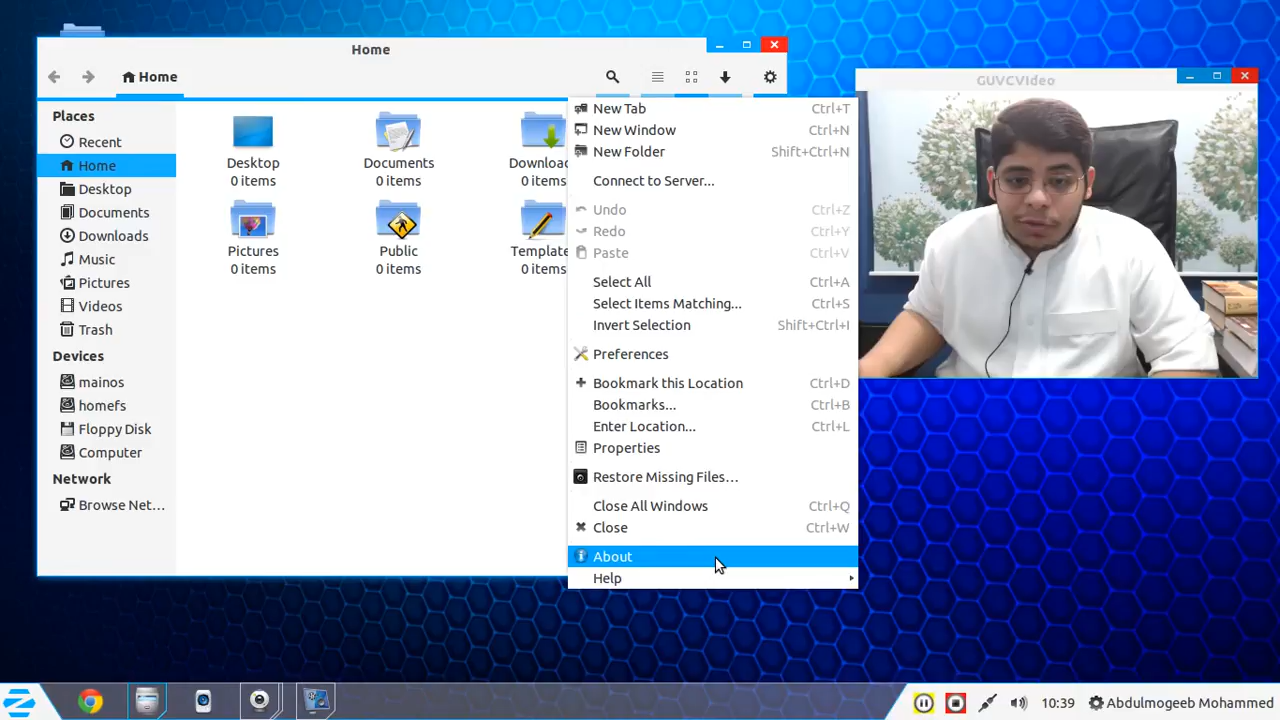 Home
Home
Places
Recent
Home
Desktop
Documents
Downloads
Music
Pictures
Videos
Trash
Devices
mainos
homefs
Floppy Disk
Computer
Network
Browse Net...
Desktop
0 items
Documents
0 items
Downloa
0 items
Pictures
0 items
Public
0 items
Template
0 items
New Tab Ctrl+T
New Window Ctrl+N
New Folder Shift+Ctrl+N
Connect to Server...
Undo Ctrl+Z
Redo Ctrl+Y
Paste Ctrl+V
Select All Ctrl+A
Select Items Matching... Ctrl+S
Invert Selection Shift+Ctrl+I
Preferences
Bookmark this Location Ctrl+D
Bookmarks... Ctrl+B
Enter Location... Ctrl+L
Properties
Restore Missing Files...
Close All Windows Ctrl+Q
Close Ctrl+W
About
Help
GUVCVIdeo
10:39
Abdulmogeeb Mohammed